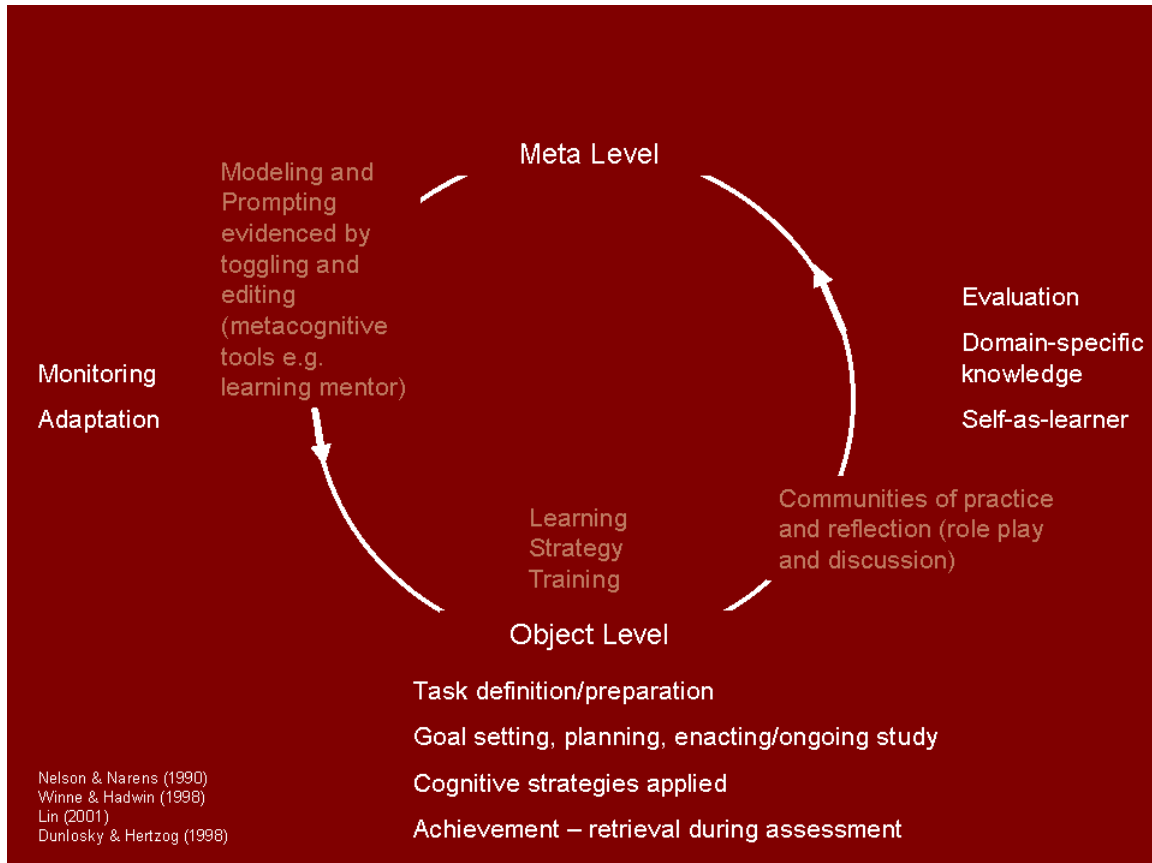 Meta Level
Modeling and
Prompting
evidenced by
toggling and
editing
(metacognitive
tools e.g.
learning mentor)
Monitoring
Adaptation
Evaluation
Domain-specific
knowledge
Self-as-learner
Learning
Strategy
Training
Communities of practice
and reflection (role play
and discussion)
Object Level
Task definition/preparation
Goal setting, planning, enacting/ongoing study
Cognitive strategies applied
Achievement – retrieval during assessment
Nelson & Narens (1990)
Winne & Hadwin (1998)
Lin (2001)
Dunlosky & Hertzog (1998)